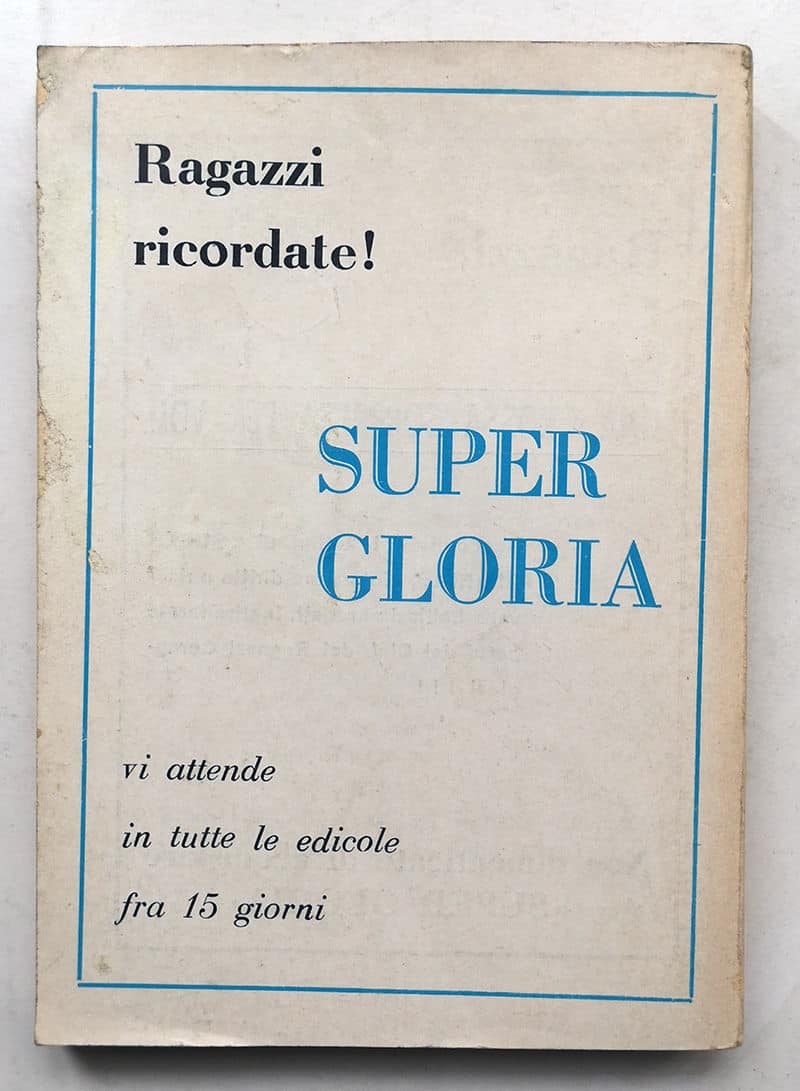 Ragazzi
ricordate!
SUPER
GLORIA
vi attende
in tutte le edicole
fra 15 giorni